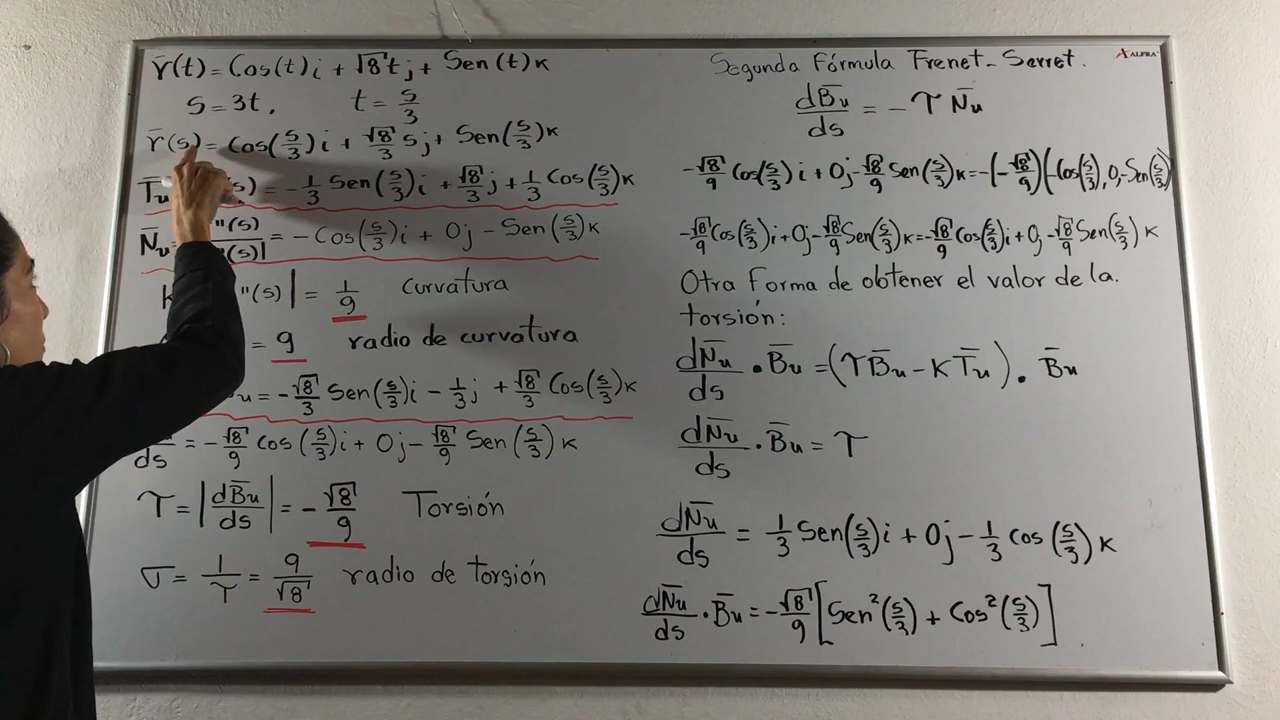 r̄(t) = Cos(t)i + √8 t j + Sen(t)k
s = 3t, t = s/3
r̄(s) = Cos(s/3)i + √8/3 s j + Sen(s/3)k
T̄u (s) = -1/3 Sen(s/3)i + √8/3 j + 1/3 Cos(s/3)k
N̄u = "(s) / "(s)| = -Cos(s/3)i + 0j - Sen(s/3)k
K "(s)| = 1/9 Curvatura
= 9 radio de curvatura
u = -√8/3 Sen(s/3)i - 1/3 j + √8/3 Cos(s/3)k
ds = -√8/9 Cos(s/3)i + 0j - √8/9 Sen(s/3)k
τ = |dB̄u/ds| = -√8/9 Torsión
σ = 1/τ = 9/√8 radio de torsión
ALFRA
Segunda Fórmula Frenet-Serret.
dB̄u/ds = -τ N̄u
-√8/9 Cos(s/3)i + 0j - √8/9 Sen(s/3)k = -(-√8/9)(-Cos(s/3), 0, -Sen(s/3))
-√8/9 Cos(s/3)i + 0j - √8/9 Sen(s/3)k = -√8/9 Cos(s/3)i + 0j - √8/9 Sen(s/3)k
Otra Forma de obtener el valor de la.
torsión:
dN̄u/ds • B̄u = (τB̄u - KT̄u) . B̄u
dN̄u/ds . B̄u = τ
dN̄u/ds = 1/3 Sen(s/3)i + 0j - 1/3 Cos(s/3)k
dN̄u/ds • B̄u = -√8/9 [Sen²(s/3) + Cos²(s/3)]